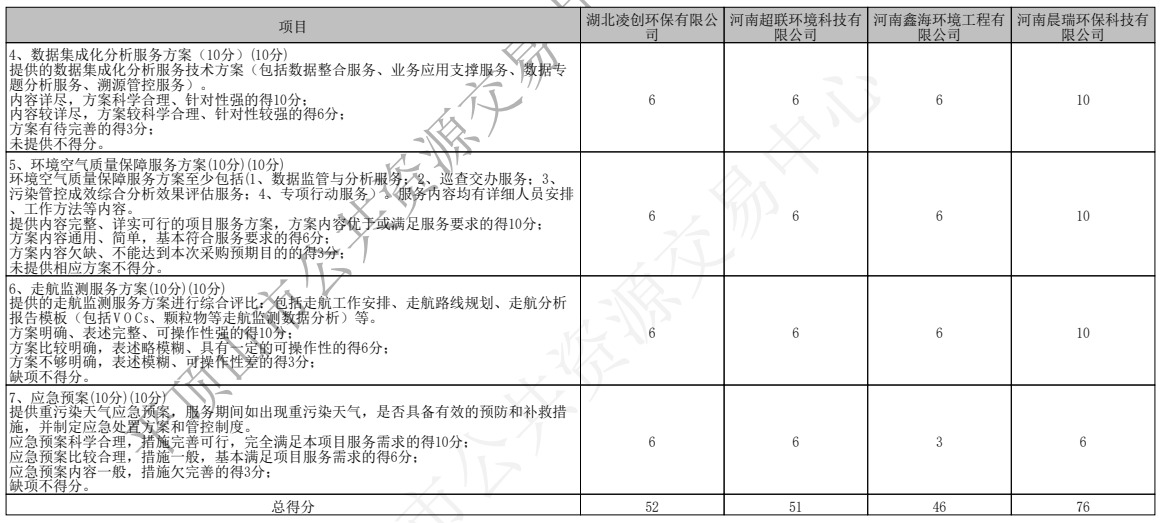 项目
湖北凌创环保有限公
司
河南超联环境科技有
限公司
河南鑫海环境工程有
限公司
河南晨瑞环保科技有
限公司
4、数据集成化分析服务方案（10分）(10分)
提供的数据集成化分析服务技术方案（包括数据整合服务、业务应用支撑服务、数据专
题分析服务、溯源管控服务）。
内容详尽，方案科学合理、针对性强的得10分；
内容较详尽，方案较科学合理、针对性较强的得6分；
方案有待完善的得3分；
未提供不得分。
6
6
6
10
5、环境空气质量保障服务方案(10分)(10分)
环境空气质量保障服务方案至少包括(1、数据监管与分析服务；2、巡查交办服务；3、
污染管控成效综合分析效果评估服务；4、专项行动服务）。服务内容均有详细人员安排
、工作方法等内容。
提供内容完整、详实可行的项目服务方案，方案内容优于或满足服务要求的得10分；
方案内容通用、简单，基本符合服务要求的得6分；
方案内容欠缺、不能达到本次采购预期目的的得3分；
未提供相应方案不得分。
6
6
6
10
6、走航监测服务方案(10分)(10分)
提供的走航监测服务方案进行综合评比：包括走航工作安排、走航路线规划、走航分析
报告模板（包括VOCs、颗粒物等走航监测数据分析）等。
方案明确、表述完整、可操作性强的得10分；
方案比较明确，表述略模糊、具有一定的可操作性的得6分；
方案不够明确，表述模糊、可操作性差的得3分；
缺项不得分。
6
6
6
10
7、应急预案(10分)(10分)
提供重污染天气应急预案，服务期间如出现重污染天气，是否具备有效的预防和补救措
施，并制定应急处置方案和管控制度。
应急预案科学合理，措施完善可行，完全满足本项目服务需求的得10分；
应急预案比较合理，措施一般，基本满足项目服务需求的得6分；
应急预案内容一般，措施欠完善的得3分；
缺项不得分。
6
6
3
6
总得分
52
51
46
76
平顶山市公共资源交易中
市公共资源交易中心